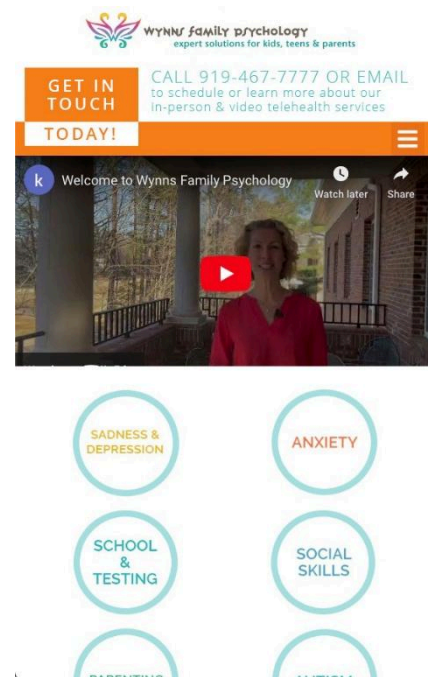 wynns family psychology
expert solutions for kids, teens & parents
GET IN
TOUCH
TODAY!
CALL 919-467-7777 OR EMAIL
to schedule or learn more about our
in-person & video telehealth services
k
Welcome to Wynns Family Psychology
Watch later
Share
SADNESS &
DEPRESSION
ANXIETY
SCHOOL
&
TESTING
SOCIAL
SKILLS
PARENTING
AUTISM